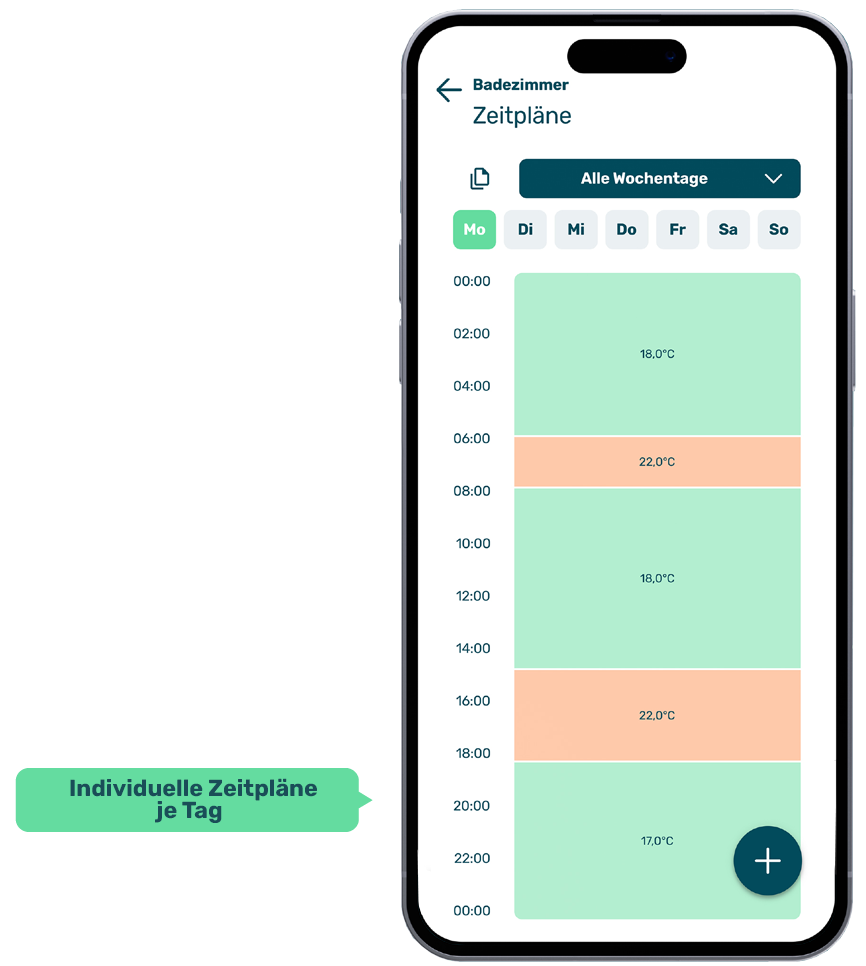 Badezimmer
Zeitpläne
Alle Wochentage
Mo Di Mi Do Fr Sa So
00:00
18,0°C
02:00
04:00
06:00
22,0°C
08:00
10:00
18,0°C
12:00
14:00
16:00
22,0°C
18:00
20:00
17,0°C
22:00
00:00
Individuelle Zeitpläne
je Tag